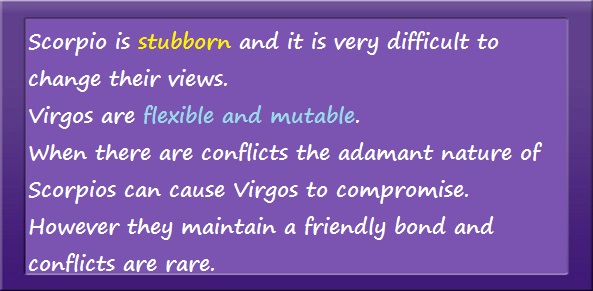 Scorpio is stubborn and it is very difficult to
change their views.
Virgos are flexible and mutable.
When there are conflicts the adamant nature of
Scorpios can cause Virgos to compromise.
However they maintain a friendly bond and
conflicts are rare.